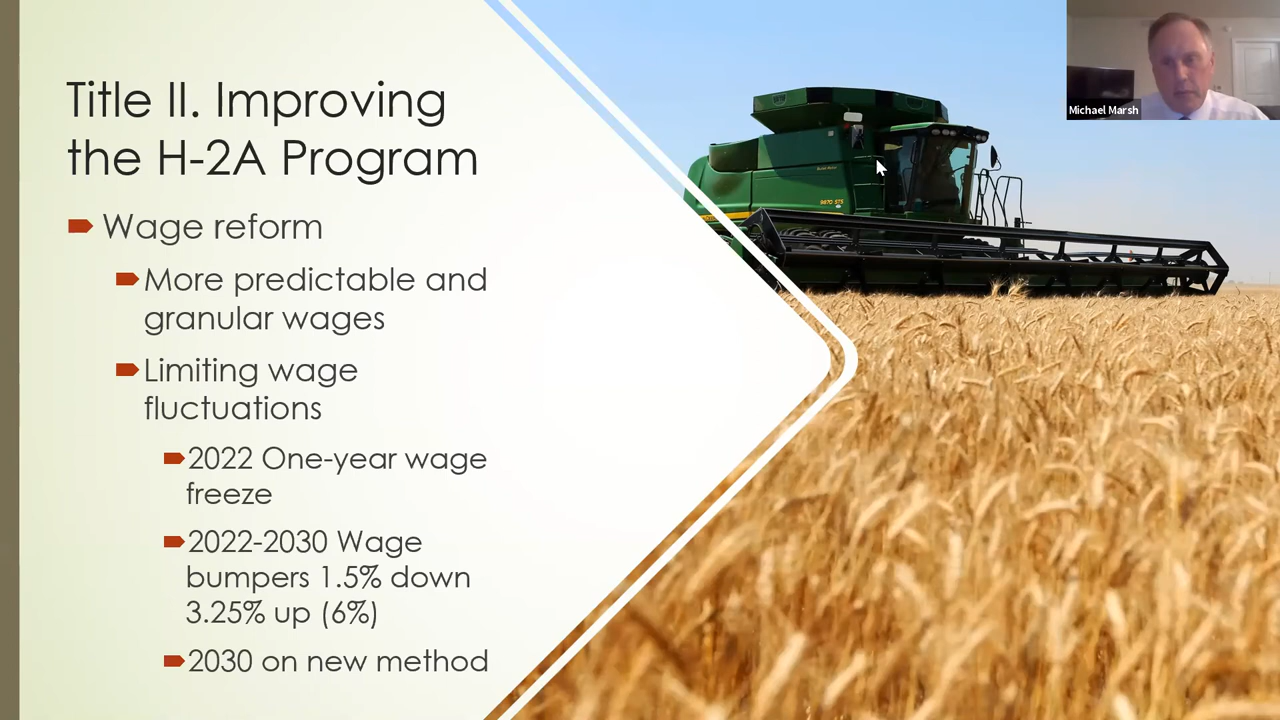 Title II. Improving
the H-2A Program
Wage reform
More predictable and
granular wages
Limiting wage
fluctuations
2022 One-year wage
freeze
2022-2030 Wage
bumpers 1.5% down
3.25% up (6%)
2030 on new method
Michael Marsh
9870 STS